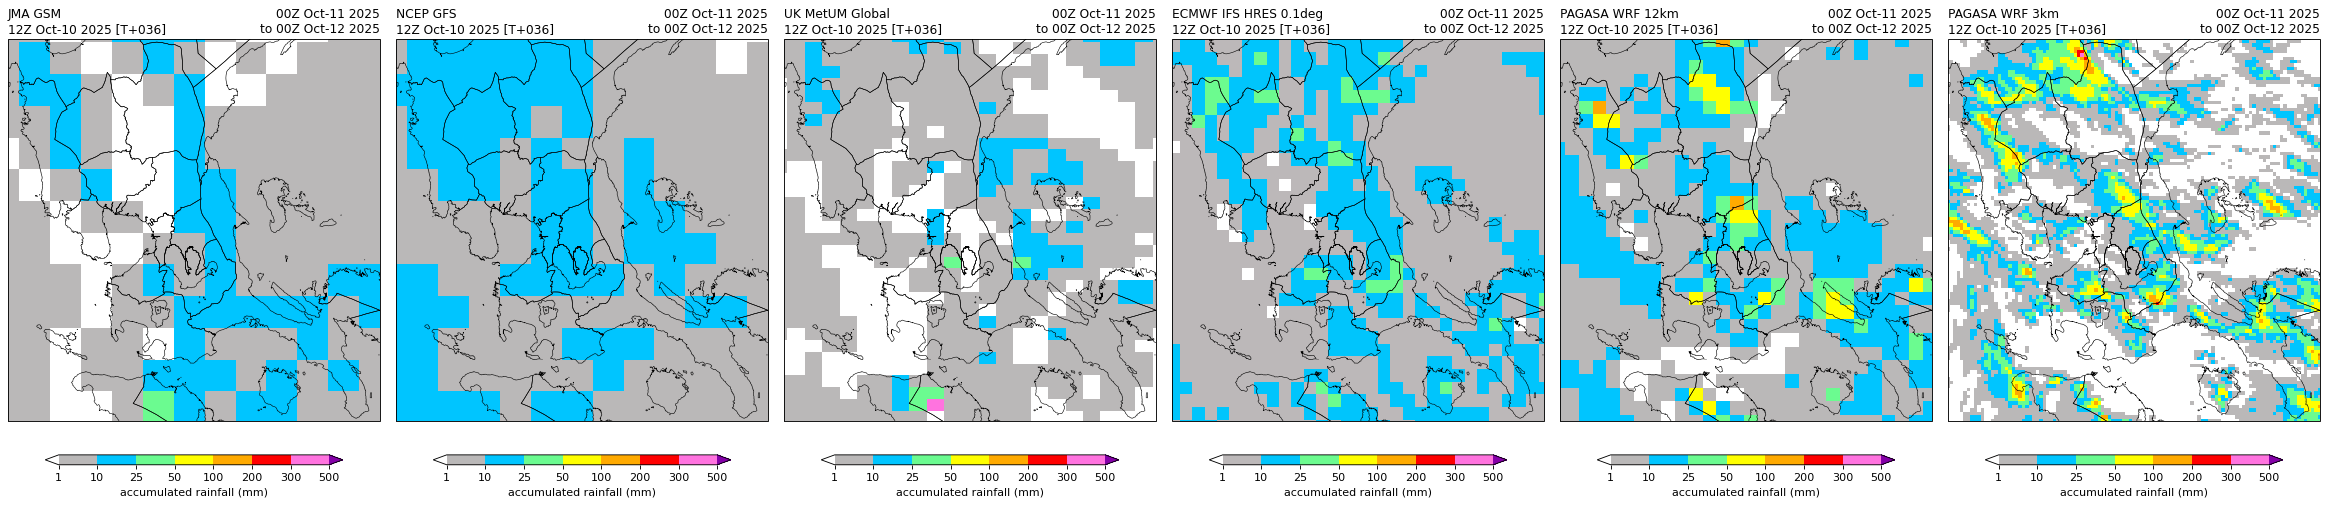 JMA GSM 00Z Oct-11 2025
12Z Oct-10 2025 [T+036] to 00Z Oct-12 2025
1 10 25 50 100 200 300 500
accumulated rainfall (mm)
NCEP GFS 00Z Oct-11 2025
12Z Oct-10 2025 [T+036] to 00Z Oct-12 2025
1 10 25 50 100 200 300 500
accumulated rainfall (mm)
UK MetUM Global 00Z Oct-11 2025
12Z Oct-10 2025 [T+036] to 00Z Oct-12 2025
1 10 25 50 100 200 300 500
accumulated rainfall (mm)
ECMWF IFS HRES 0.1deg 00Z Oct-11 2025
12Z Oct-10 2025 [T+036] to 00Z Oct-12 2025
1 10 25 50 100 200 300 500
accumulated rainfall (mm)
PAGASA WRF 12km 00Z Oct-11 2025
12Z Oct-10 2025 [T+036] to 00Z Oct-12 2025
1 10 25 50 100 200 300 500
accumulated rainfall (mm)
PAGASA WRF 3km 00Z Oct-11 2025
12Z Oct-10 2025 [T+036] to 00Z Oct-12 2025
1 10 25 50 100 200 300 500
accumulated rainfall (mm)